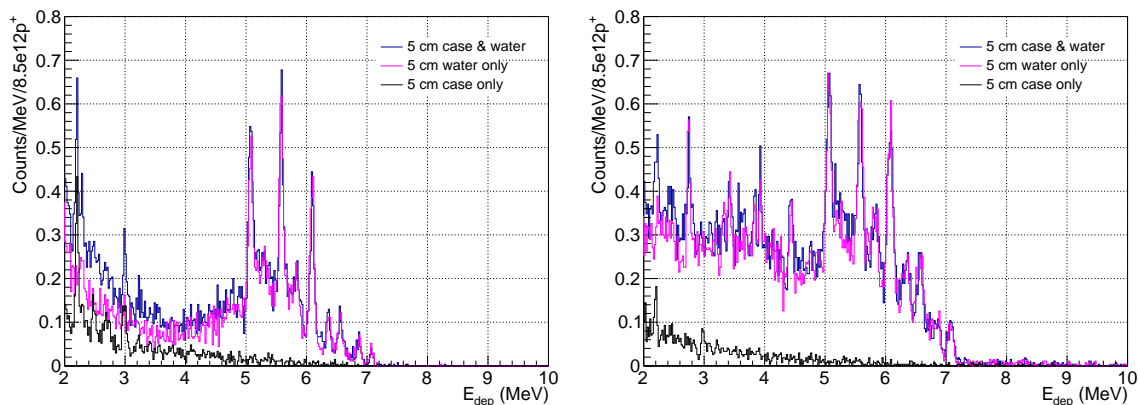 Counts/MeV/8.5e12p+
0.8
0.7
0.6
0.5
0.4
0.3
0.2
0.1
0
5 cm case & water
5 cm water only
5 cm case only
2 3 4 5 6 7 8 9 10
E_dep (MeV)
Counts/MeV/8.5e12p+
0.8
0.7
0.6
0.5
0.4
0.3
0.2
0.1
0
5 cm case & water
5 cm water only
5 cm case only
2 3 4 5 6 7 8 9 10
E_dep (MeV)